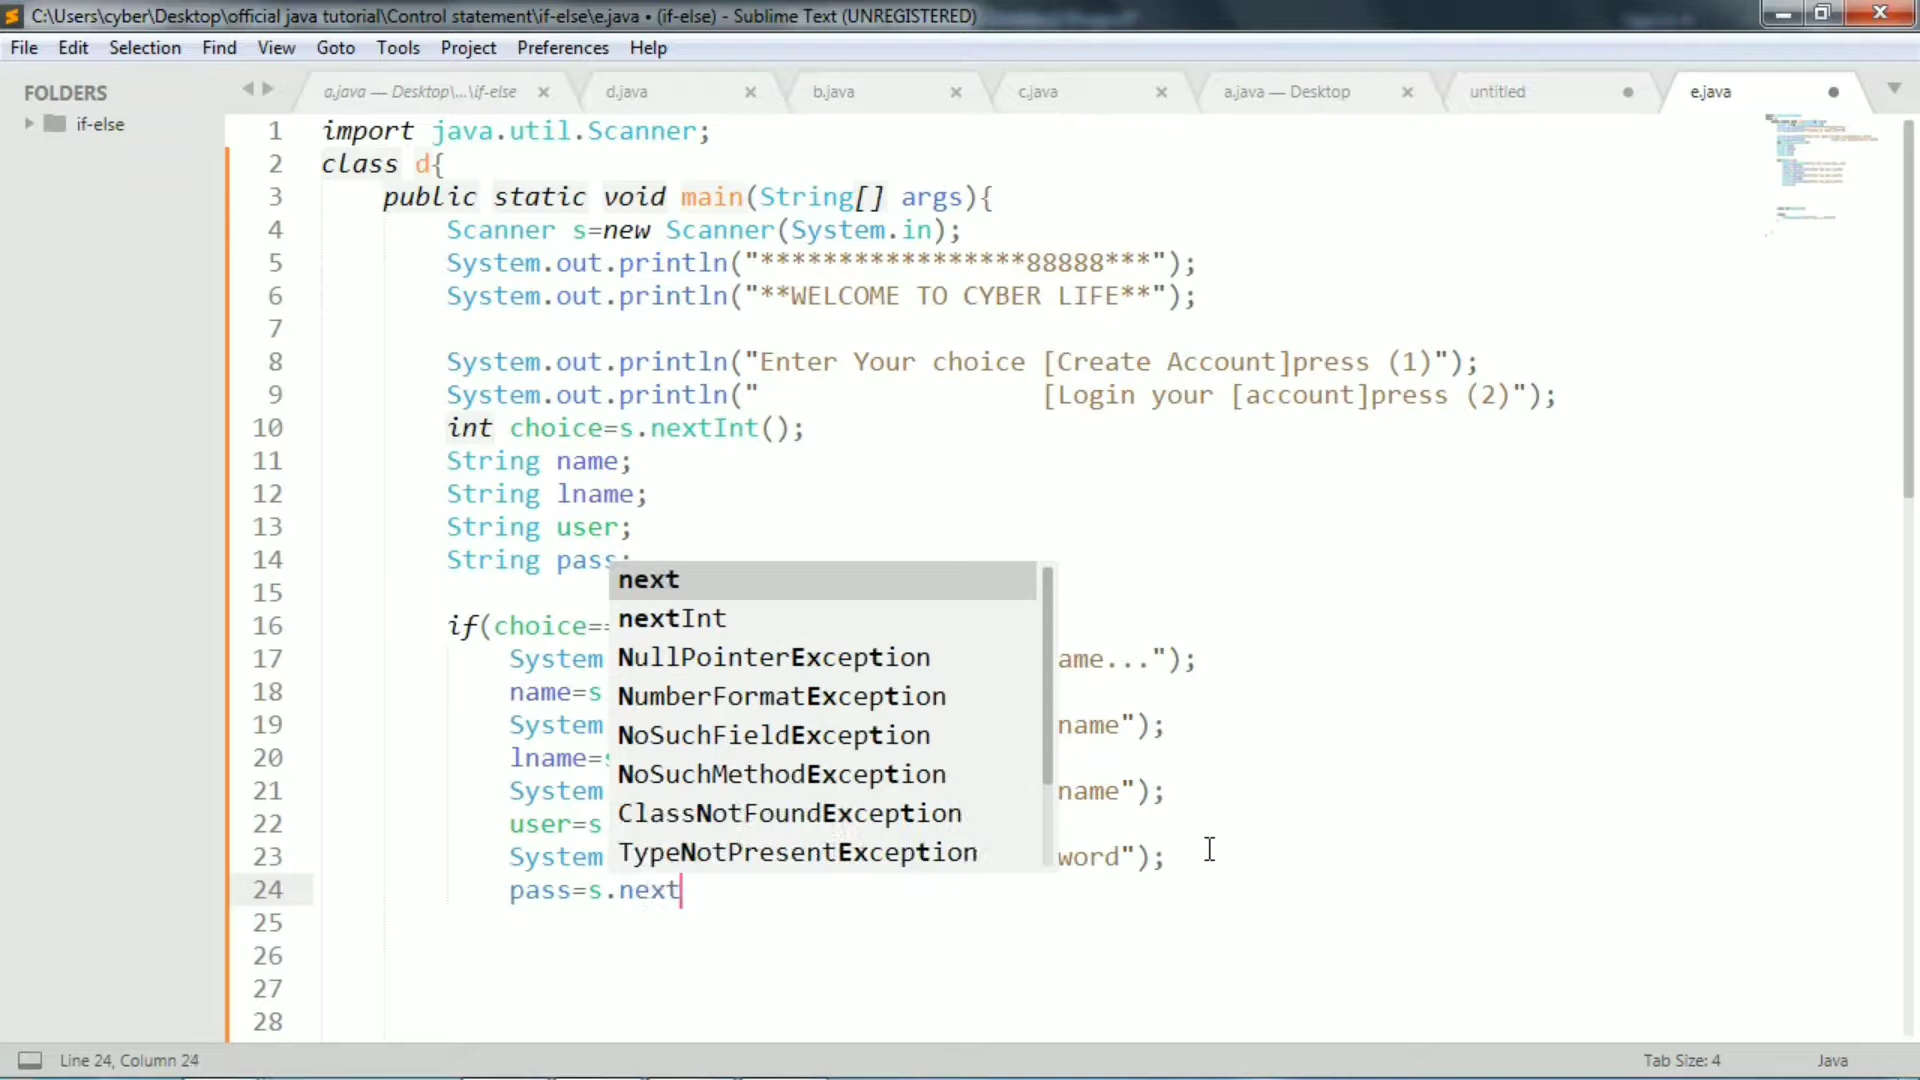 C:\Users\cyber\Desktop\official java tutorial\Control statement\if-else\e.java • (if-else) - Sublime Text (UNREGISTERED)
File Edit Selection Find View Goto Tools Project Preferences Help
FOLDERS
if-else
a.java — Desktop\...\if-else d.java b.java c.java a.java — Desktop untitled e.java
1 import java.util.Scanner;
2 class d{
3 public static void main(String[] args){
4 Scanner s=new Scanner(System.in);
5 System.out.println("*****************88888***");
6 System.out.println("**WELCOME TO CYBER LIFE**");
7
8 System.out.println("Enter Your choice [Create Account]press (1)");
9 System.out.println("                  [Login your [account]press (2)");
10 int choice=s.nextInt();
11 String name;
12 String lname;
13 String user;
14 String pass;
15
16 if(choice==
17 System ame...");
18 name=s
19 System name");
20 lname=s
21 System name");
22 user=s
23 System word");
24 pass=s.next
25
26
27
28
next
nextInt
NullPointerException
NumberFormatException
NoSuchFieldException
NoSuchMethodException
ClassNotFoundException
TypeNotPresentException
Line 24, Column 24
Tab Size: 4
Java